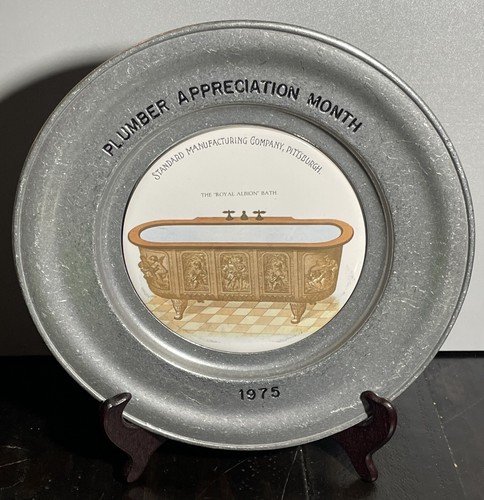 PLUMBER APPRECIATION MONTH
STANDARD MANUFACTURING COMPANY, PITTSBURGH.
THE "ROYAL ALBION" BATH
1975